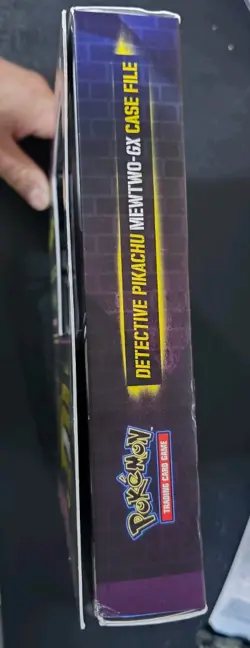 POKéMON
TRADING CARD GAME
DETECTIVE PIKACHU MEWTWO-GX CASE FILE